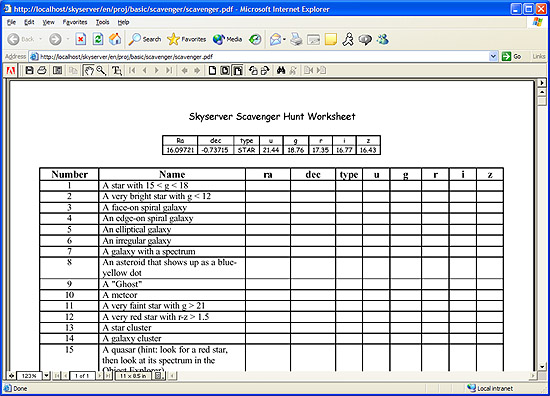 http://localhost/skyserver/en/proj/basic/scavenger/scavenger.pdf - Microsoft Internet Explorer
File Edit View Favorites Tools Help
Back Search Favorites Media
Address http://localhost/skyserver/en/proj/basic/scavenger/scavenger.pdf Go Links
Skyserver Scavenger Hunt Worksheet
Ra dec type u g r i z
16.09721 -0.73715 STAR 21.44 18.76 17.35 16.77 16.43
Number Name ra dec type u g r i z
1 A star with 15 < g < 18
2 A very bright star with g < 12
3 A face-on spiral galaxy
4 An edge-on spiral galaxy
5 An elliptical galaxy
6 An irregular galaxy
7 A galaxy with a spectrum
8 An asteroid that shows up as a blue-
yellow dot
9 A "Ghost"
10 A meteor
11 A very faint star with g > 21
12 A very red star with r-z > 1.5
13 A star cluster
14 A galaxy cluster
15 A quasar (hint: look for a red star,
then look at its spectrum in the
Object Explorer)
123% 1 of 1 11 x 8.5 in
Done Local intranet